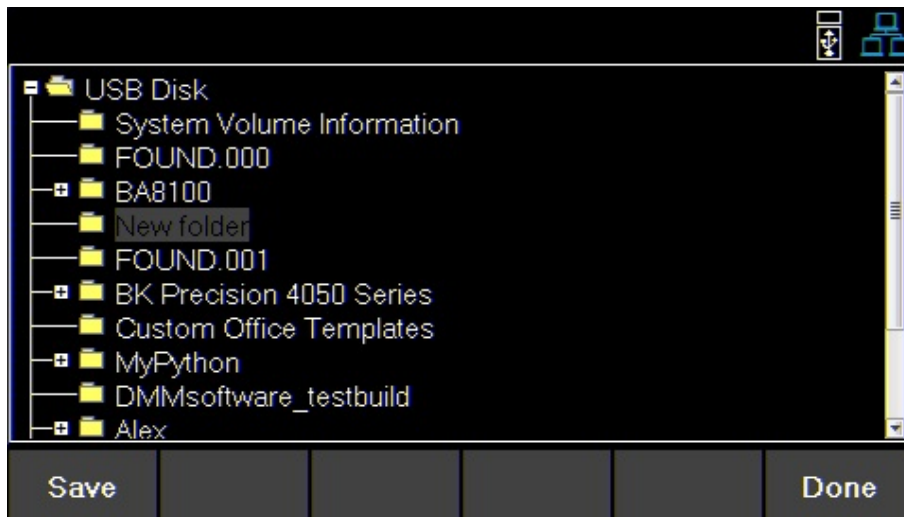 USB Disk
System Volume Information
FOUND.000
BA8100
New folder
FOUND.001
BK Precision 4050 Series
Custom Office Templates
MyPython
DMMsoftware_testbuild
Alex
Save Done